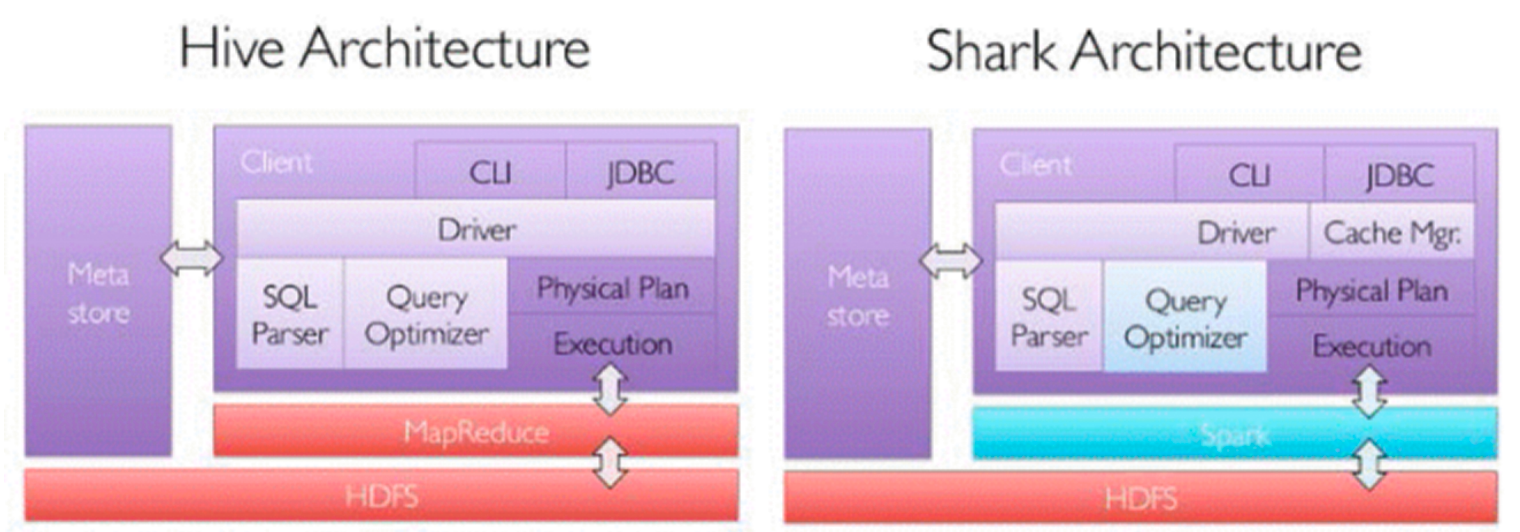 Hive Architecture
Meta
store
Client
CLI
JDBC
Driver
SQL
Parser
Query
Optimizer
Physical Plan
Execution
MapReduce
HDFS
Shark Architecture
Meta
store
Client
CLI
JDBC
Driver
Cache Mgr.
SQL
Parser
Query
Optimizer
Physical Plan
Execution
Spark
HDFS